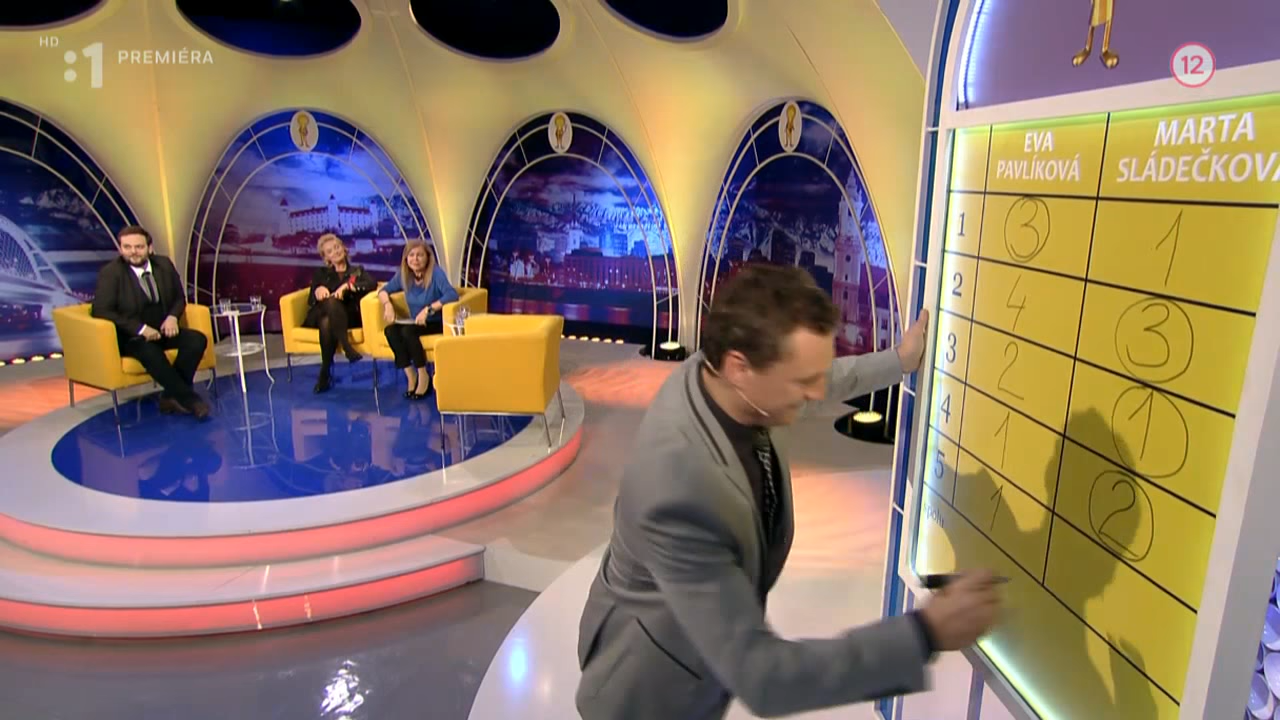 HD
:1 PREMIÉRA
12
EVA
PAVLÍKOVÁ
MARTA
SLÁDEČKOVÁ
1 3 1
2 4 3
3 2 1
4 1 2
5 1